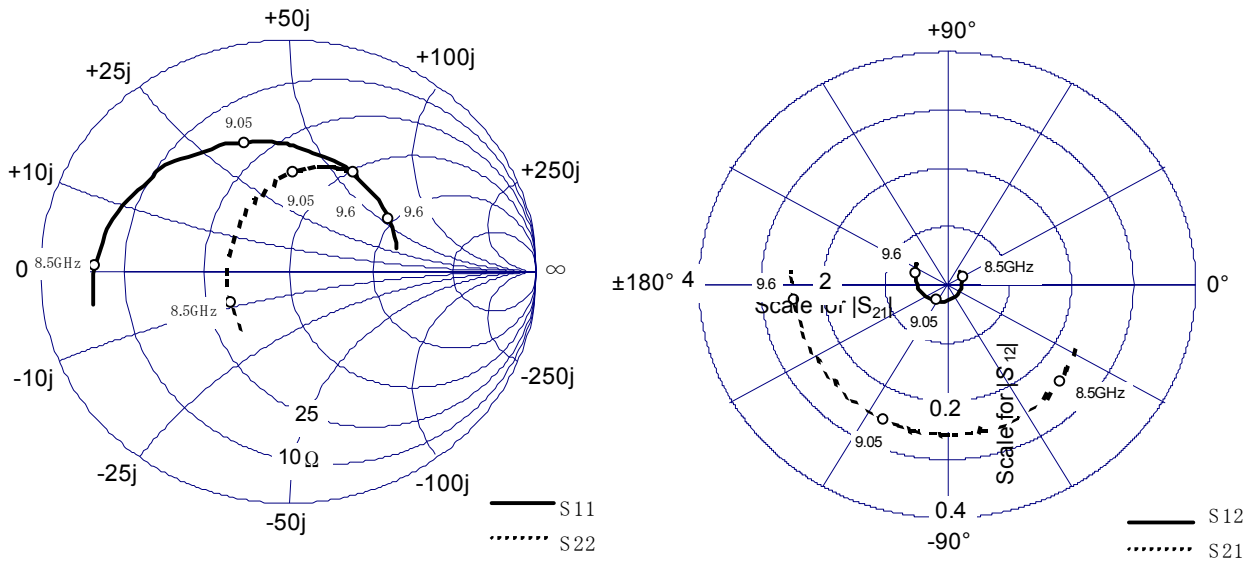 +50j
+25j
+100j
9.05
+10j
+250j
9.05
9.6
9.6
0
8.5GHz
∞
8.5GHz
-10j
-250j
25
10Ω
-25j
-100j
-50j
S11
S22
+90°
9.6
8.5GHz
±180°
4
9.6
2
0°
Scale for |S21|
9.05
Scale for |S12|
8.5GHz
0.2
9.05
0.4
-90°
S12
S21